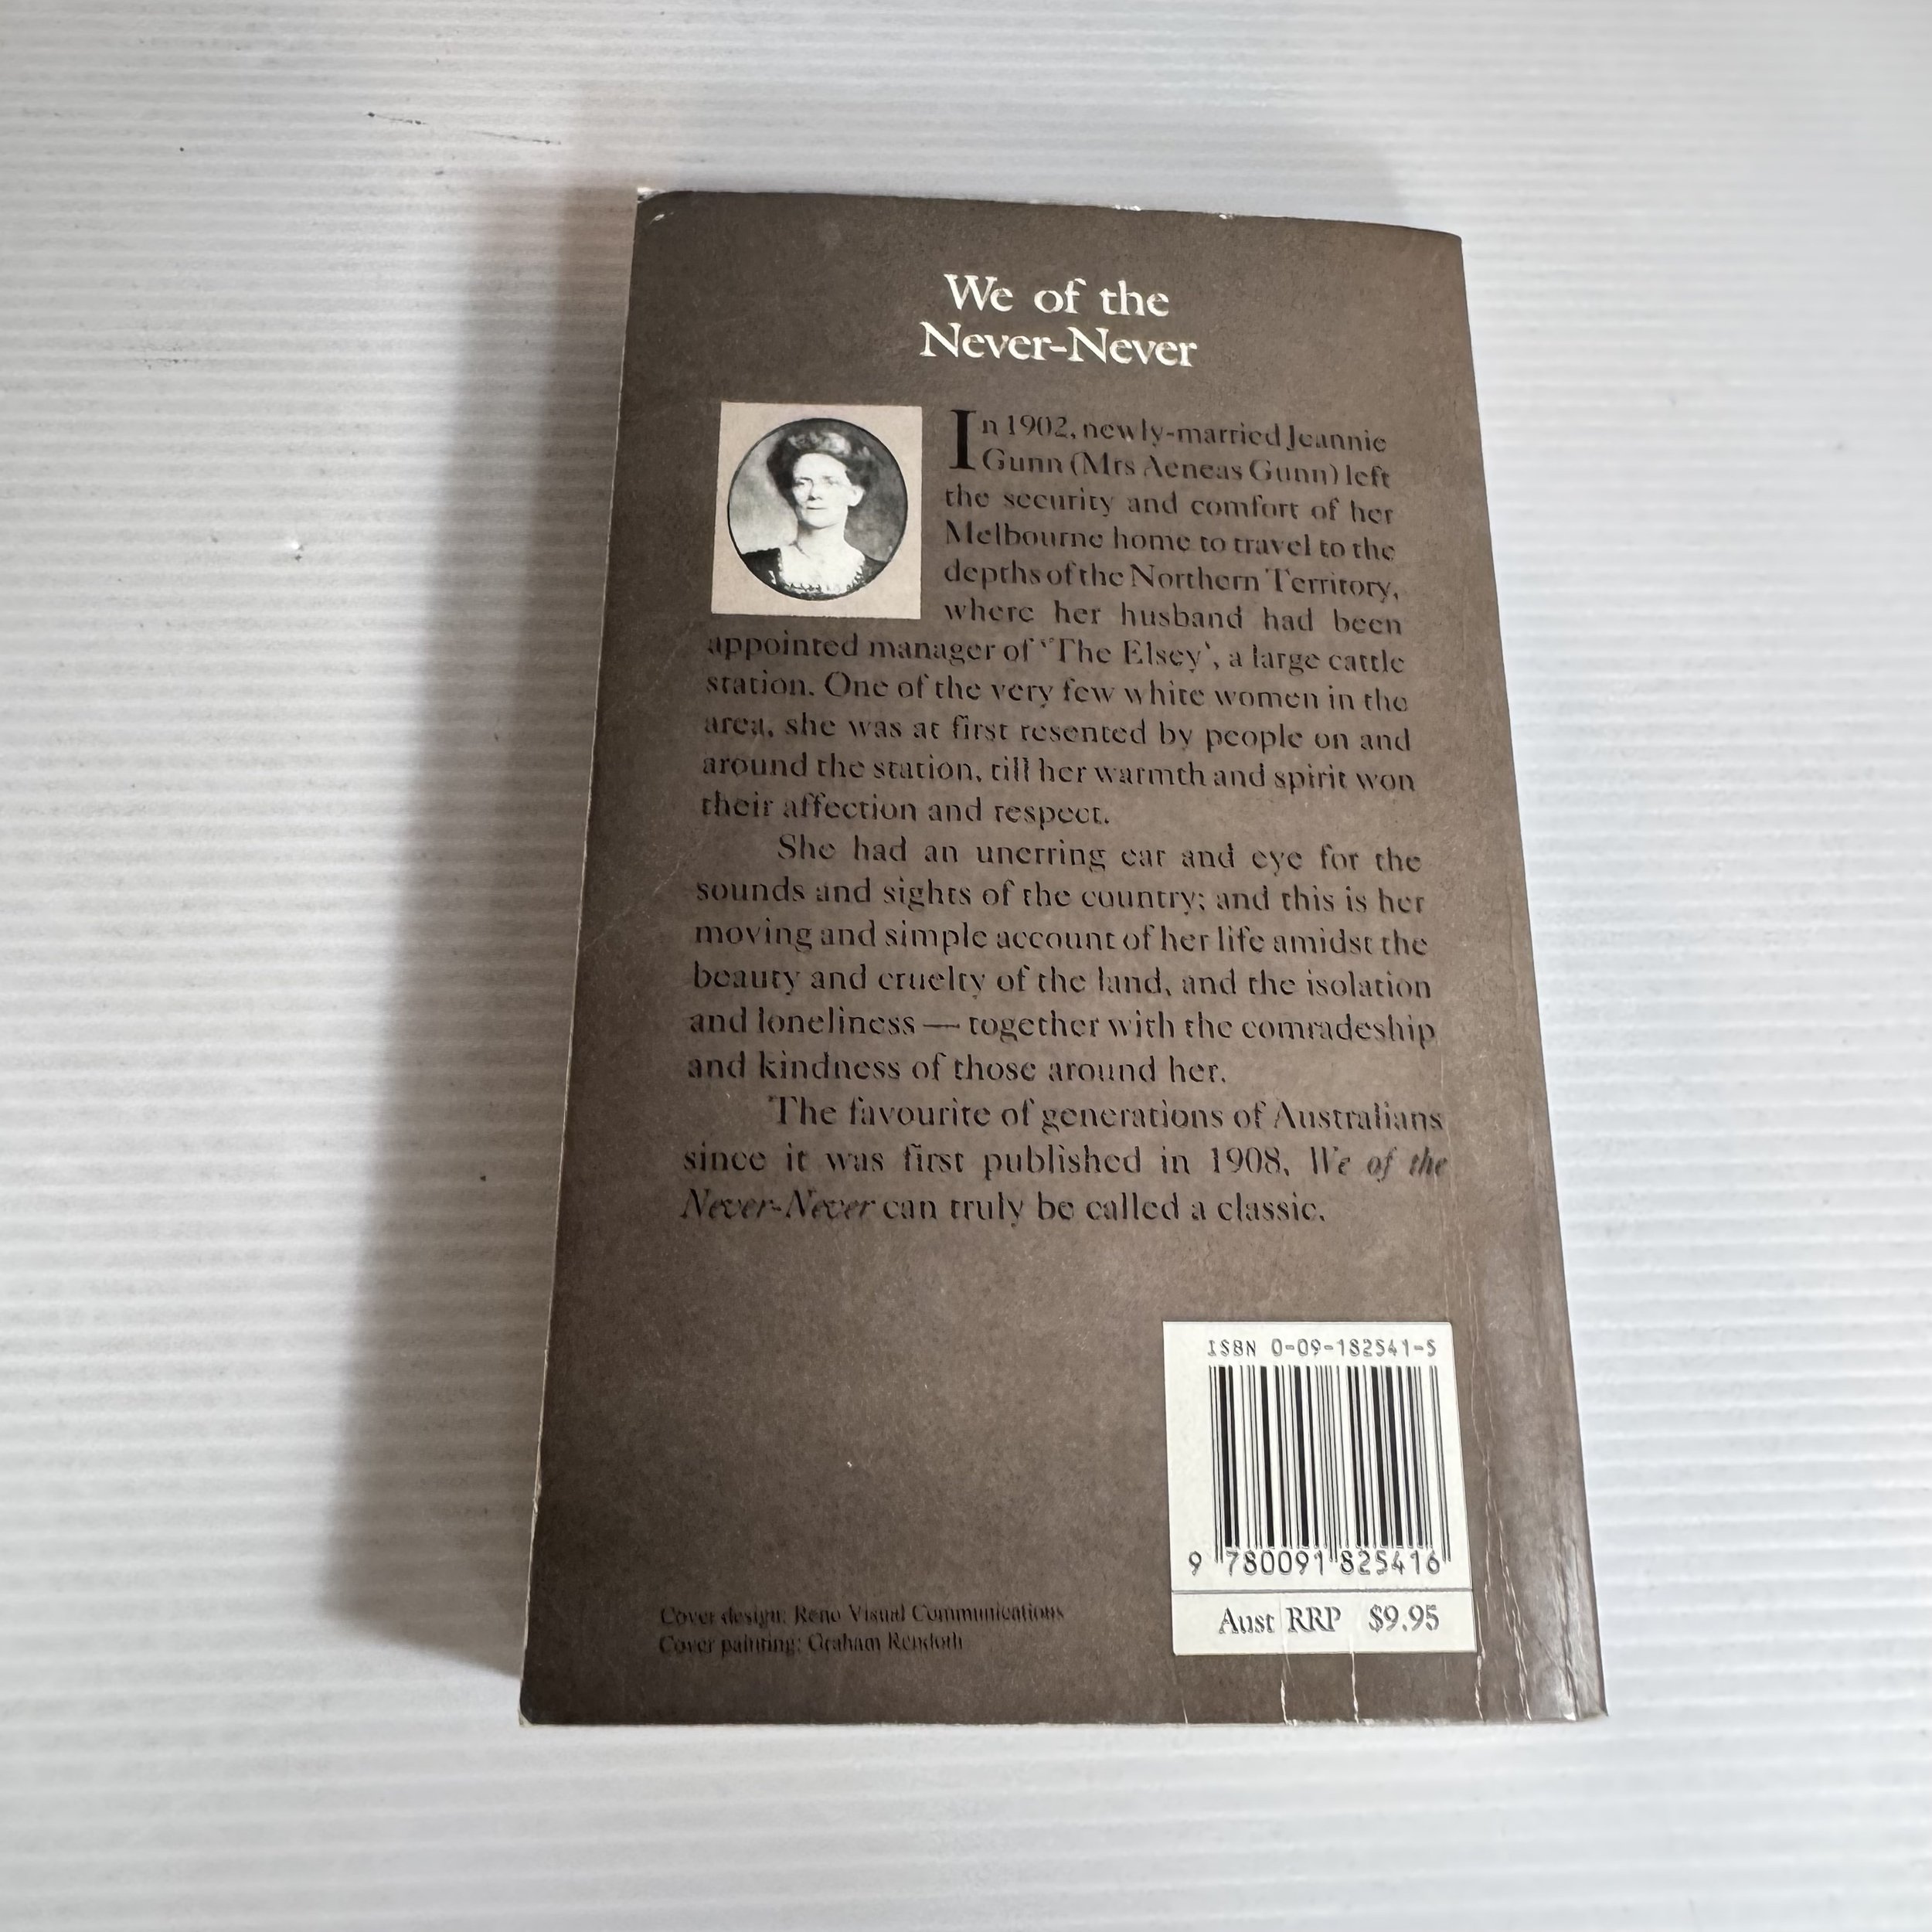 We of the
Never-Never
In 1902, newly-married Jeannie
Gunn (Mrs Aeneas Gunn) left
the security and comfort of her
Melbourne home to travel to the
depths of the Northern Territory,
where her husband had been
appointed manager of 'The Elsey', a large cattle
station. One of the very few white women in the
area, she was at first resented by people on and
around the station, till her warmth and spirit won
their affection and respect.
She had an unerring ear and eye for the
sounds and sights of the country; and this is her
moving and simple account of her life amidst the
beauty and cruelty of the land, and the isolation
and loneliness — together with the comradeship
and kindness of those around her.
The favourite of generations of Australians
since it was first published in 1908, We of the
Never-Never can truly be called a classic.
ISBN 0-09-182541-5
9 780091 825416
Aust RRP $9.95
Cover design: Reno Visual Communications
Cover painting: Graham Rendoth